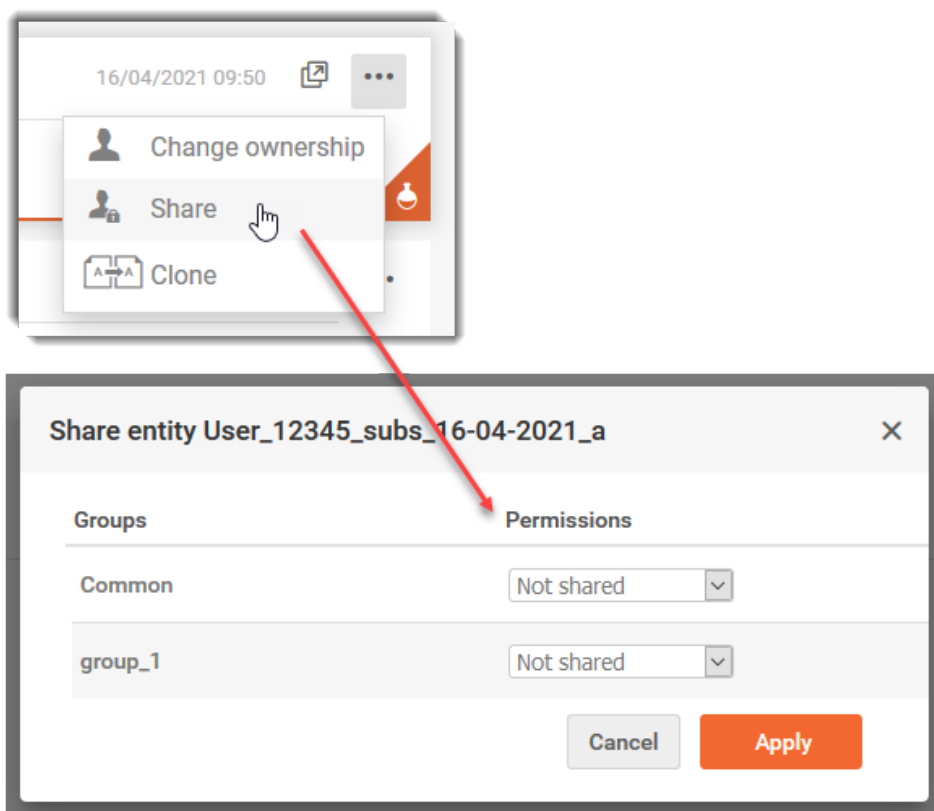 16/04/2021 09:50
Change ownership
Share
A A Clone
Share entity User_12345_subs_16-04-2021_a
Groups Permissions
Common Not shared
group_1 Not shared
Cancel Apply